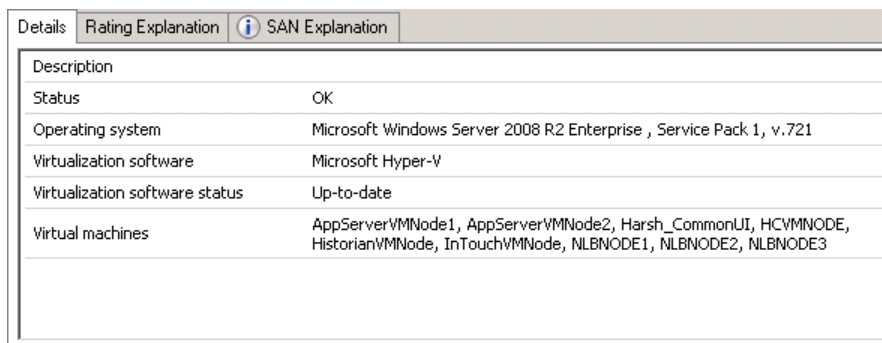 Details Rating Explanation SAN Explanation
Description
Status OK
Operating system Microsoft Windows Server 2008 R2 Enterprise , Service Pack 1, v.721
Virtualization software Microsoft Hyper-V
Virtualization software status Up-to-date
Virtual machines AppServerVMNode1, AppServerVMNode2, Harsh_CommonUI, HCVMNODE,
HistorianVMNode, InTouchVMNode, NLBNODE1, NLBNODE2, NLBNODE3